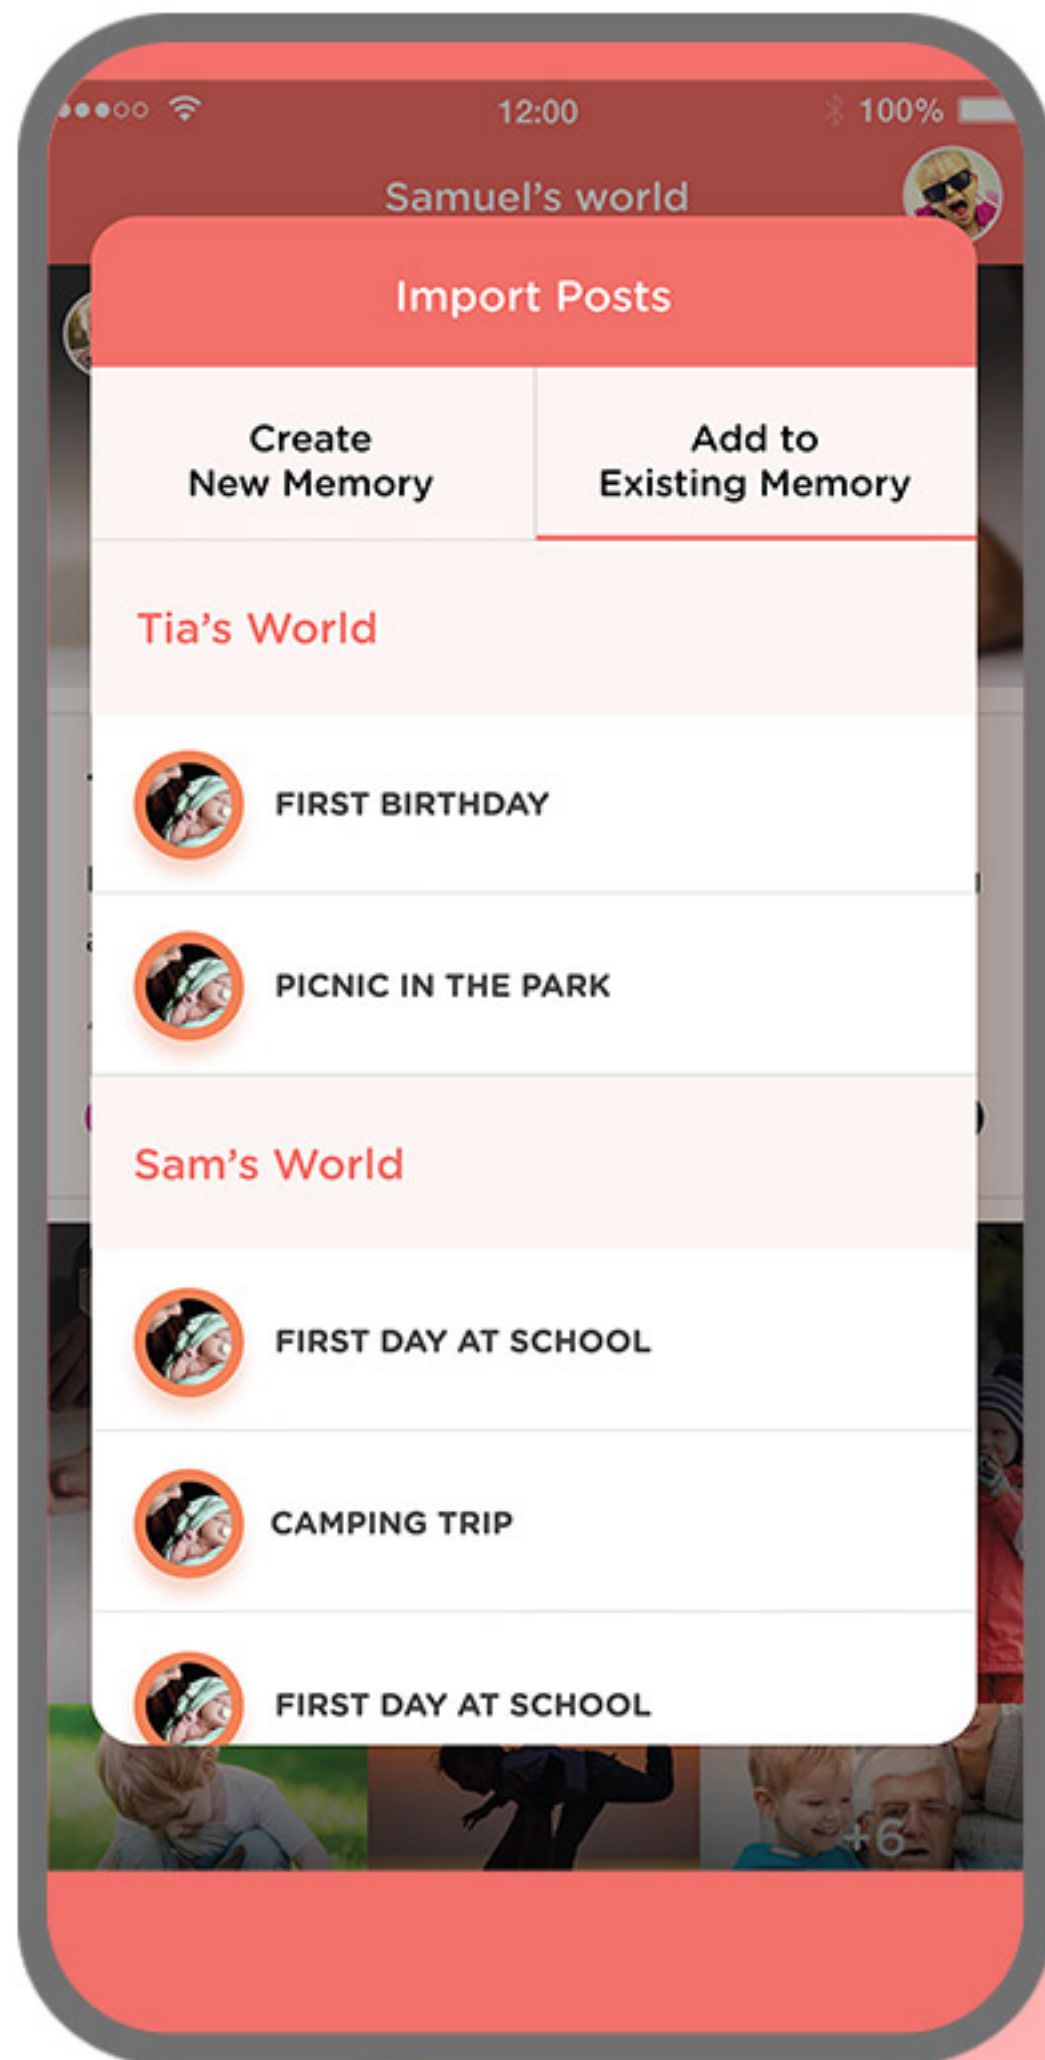 12:00
100%
Samuel's world
Import Posts
Create
New Memory
Add to
Existing Memory
Tia's World
FIRST BIRTHDAY
PICNIC IN THE PARK
Sam's World
FIRST DAY AT SCHOOL
CAMPING TRIP
FIRST DAY AT SCHOOL
+6